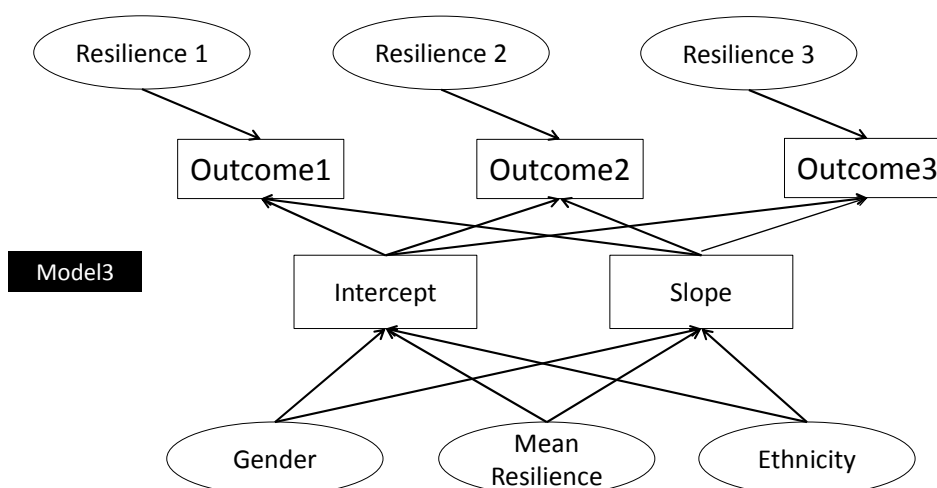 Resilience 1
Resilience 2
Resilience 3
Outcome1
Outcome2
Outcome3
Model3
Intercept
Slope
Gender
Mean
Resilience
Ethnicity